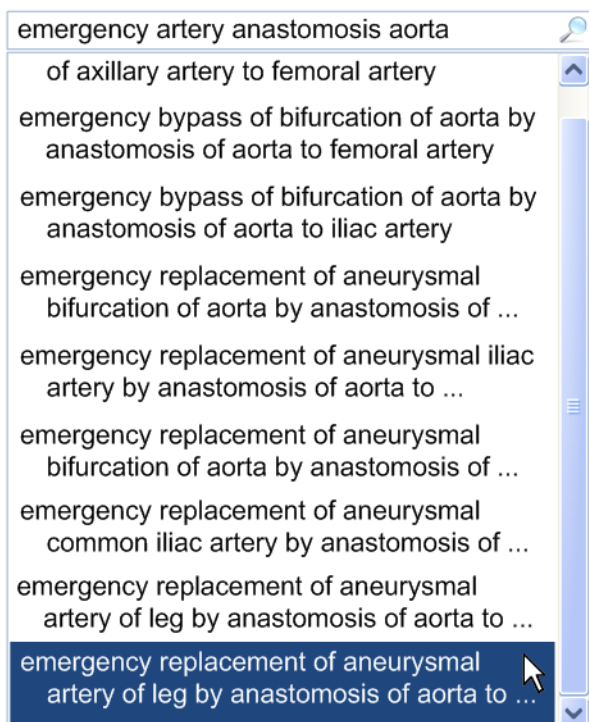 emergency artery anastomosis aorta
of axillary artery to femoral artery
emergency bypass of bifurcation of aorta by
anastomosis of aorta to femoral artery
emergency bypass of bifurcation of aorta by
anastomosis of aorta to iliac artery
emergency replacement of aneurysmal
bifurcation of aorta by anastomosis of ...
emergency replacement of aneurysmal iliac
artery by anastomosis of aorta to ...
emergency replacement of aneurysmal
bifurcation of aorta by anastomosis of ...
emergency replacement of aneurysmal
common iliac artery by anastomosis of ...
emergency replacement of aneurysmal
artery of leg by anastomosis of aorta to ...
emergency replacement of aneurysmal
artery of leg by anastomosis of aorta to ...